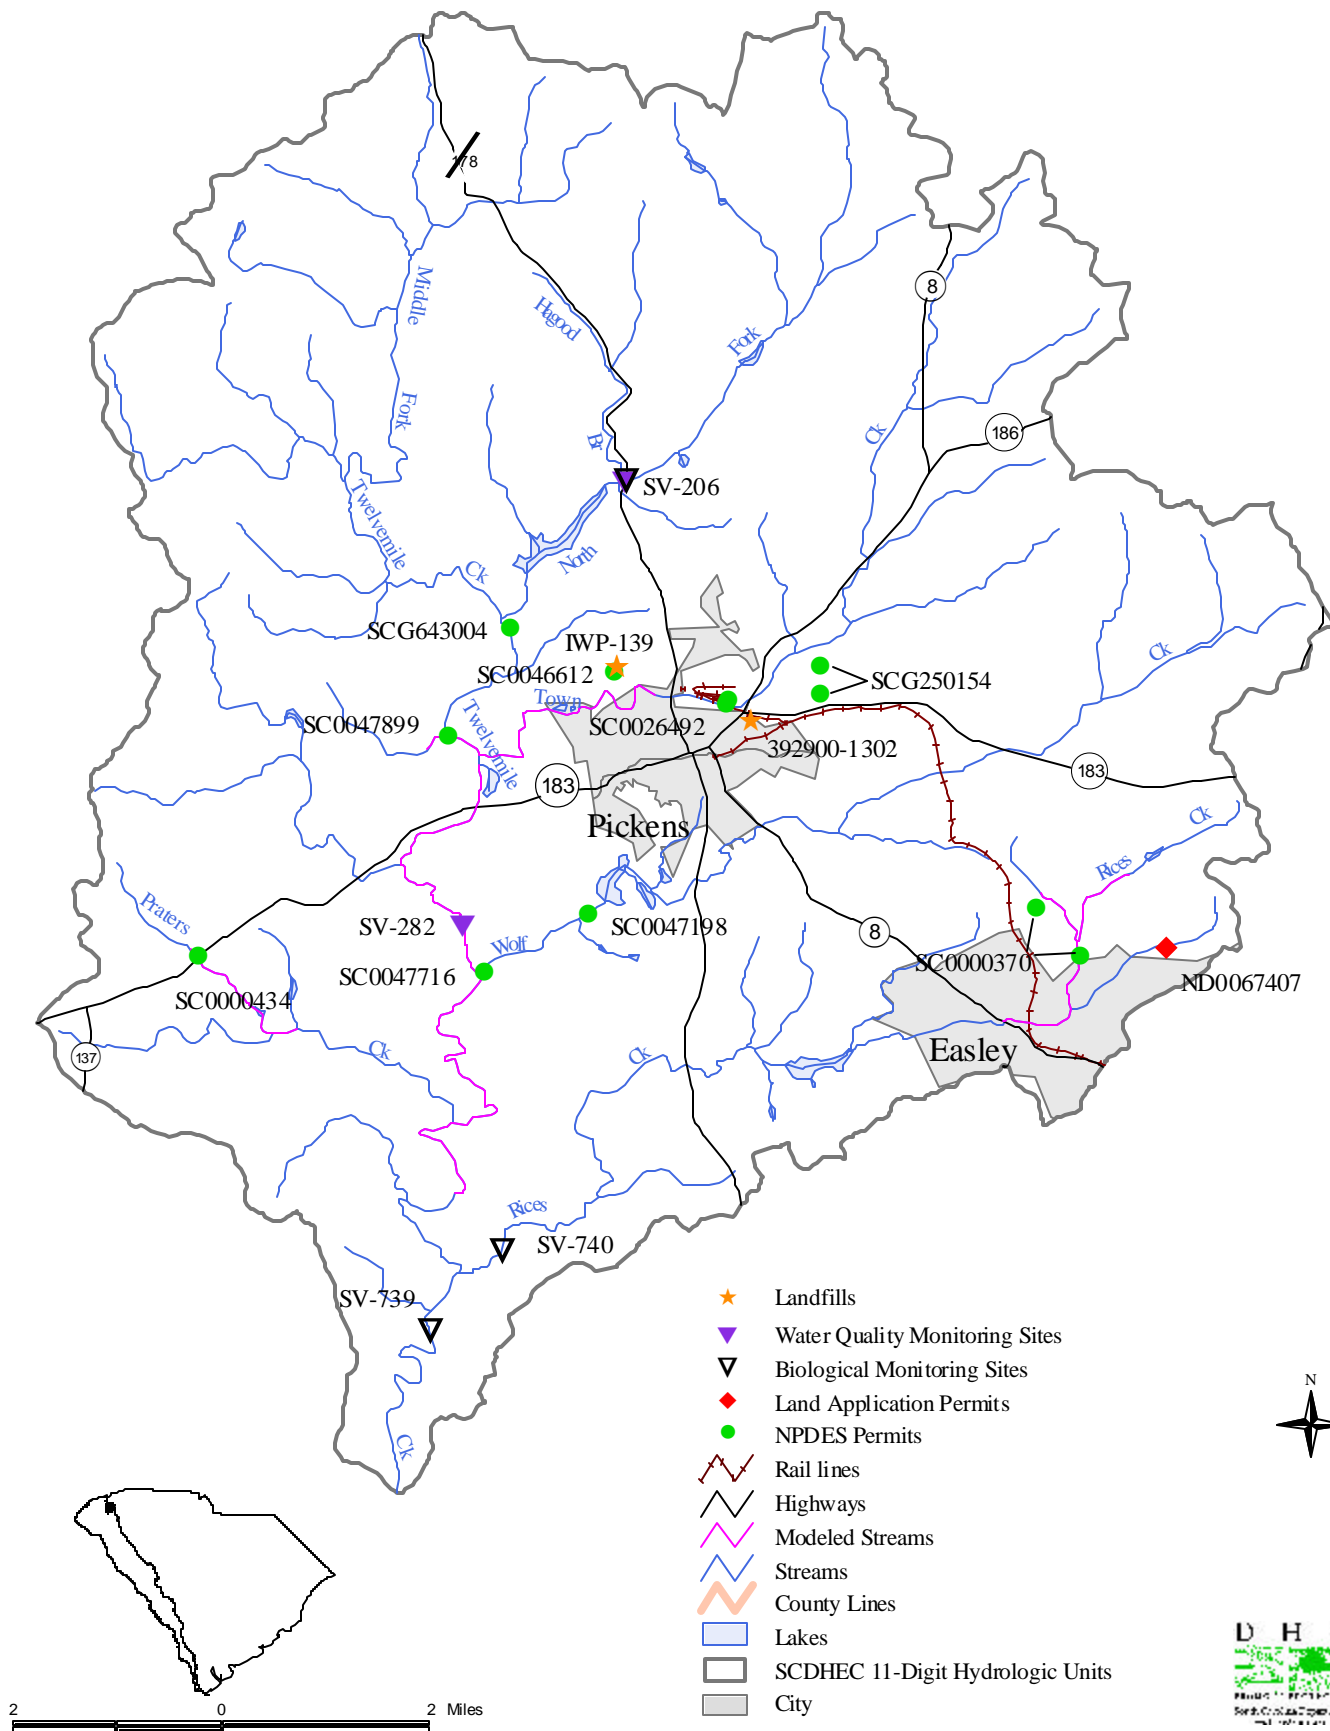 178
8
Middle
Hagood
Fork
Fork
Ck
186
Br
SV-206
Twelvemile
North
Ck
SCG643004
IWP-139
Ck
SC0046612
SCG250154
Town
SC0047899
SC0026492
Twelvemile
392900-1302
183
183
Pickens
Ck
Rices
Praters
SV-282
SC0047198
Wolf
8
SC0000370
SC0047716
ND0067407
SC0000434
137
Ck
Ck
Easley
Rices
SV-740
SV-739
Ck
Landfills
Water Quality Monitoring Sites
Biological Monitoring Sites
Land Application Permits
NPDES Permits
Rail lines
Highways
Modeled Streams
Streams
County Lines
Lakes
SCDHEC 11-Digit Hydrologic Units
City
N
D H
2 0 2 Miles